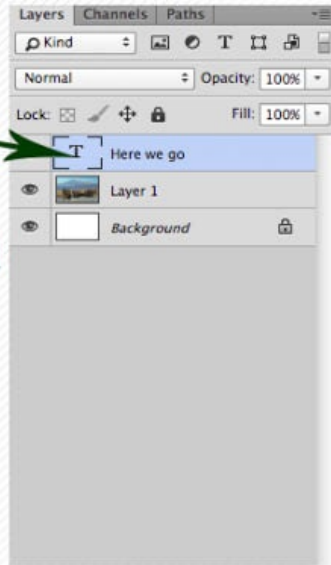 Layers Channels Paths
Kind T
Normal Opacity: 100%
Lock: Fill: 100%
T Here we go
Layer 1
Background